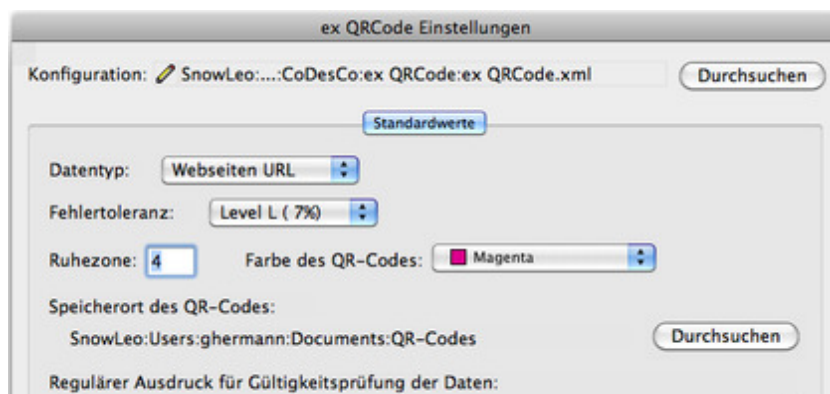 ex QRCode Einstellungen
Konfiguration: SnowLeo:...:CoDesCo:ex QRCode:ex QRCode.xml Durchsuchen
Standardwerte
Datentyp: Webseiten URL
Fehlertoleranz: Level L ( 7%)
Ruhezone: 4 Farbe des QR-Codes: Magenta
Speicherort des QR-Codes:
SnowLeo:Users:ghermann:Documents:QR-Codes Durchsuchen
Regulärer Ausdruck für Gültigkeitsprüfung der Daten: